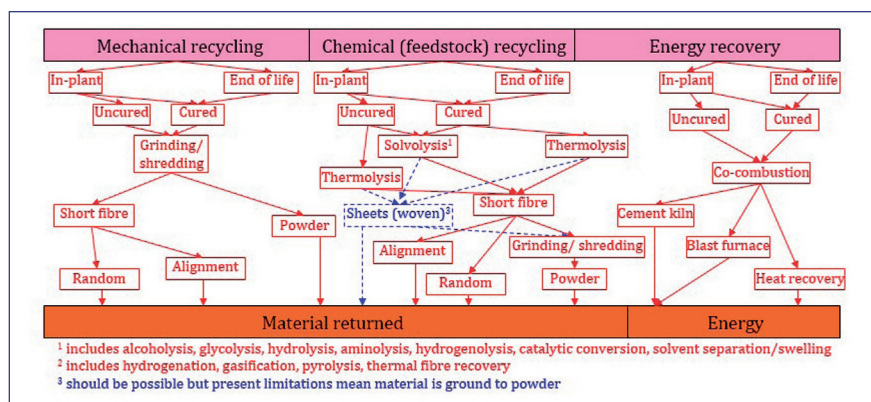 Mechanical recycling Chemical (feedstock) recycling Energy recovery
In-plant End of life In-plant End of life In-plant End of life
Uncured Cured Uncured Cured Uncured Cured
Grinding/
shredding
Solvolysis¹ Thermolysis
Thermolysis Co-combustion
Short fibre Powder Sheets (woven)³ Short fibre Cement kiln
Alignment Grinding/ shredding Blast furnace
Random Alignment Random Powder Heat recovery
Material returned Energy
¹ includes alcoholysis, glycolysis, hydrolysis, aminolysis, hydrogenolysis, catalytic conversion, solvent separation/swelling
² includes hydrogenation, gasification, pyrolysis, thermal fibre recovery
³ should be possible but present limitations mean material is ground to powder